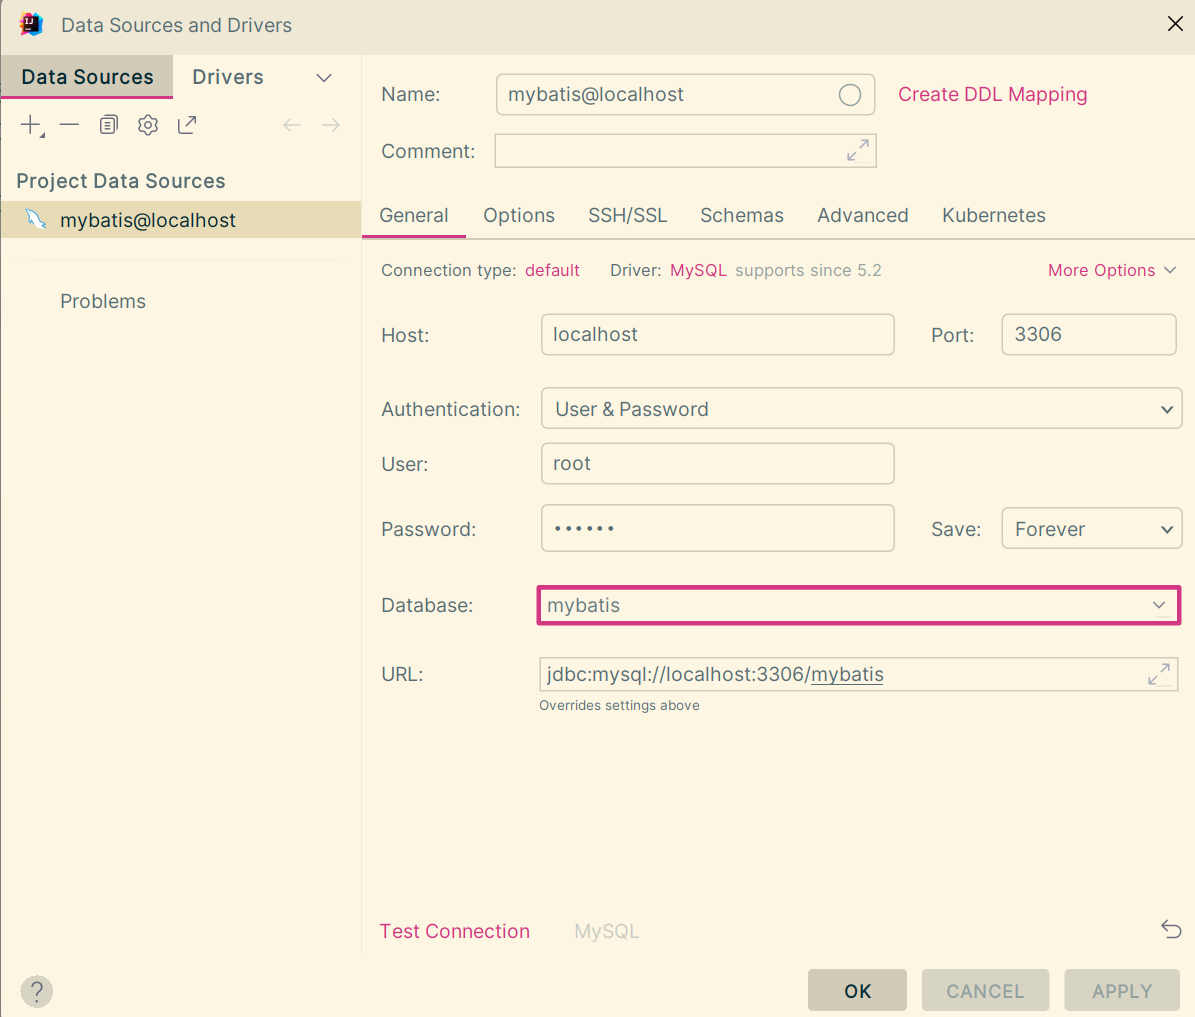 Data Sources and Drivers
Data Sources Drivers
Project Data Sources
mybatis@localhost
Problems
Name: mybatis@localhost Create DDL Mapping
Comment:
General Options SSH/SSL Schemas Advanced Kubernetes
Connection type: default Driver: MySQL supports since 5.2 More Options
Host: localhost Port: 3306
Authentication: User & Password
User: root
Password: •••••• Save: Forever
Database: mybatis
URL: jdbc:mysql://localhost:3306/mybatis
Overrides settings above
Test Connection MySQL
? OK CANCEL APPLY